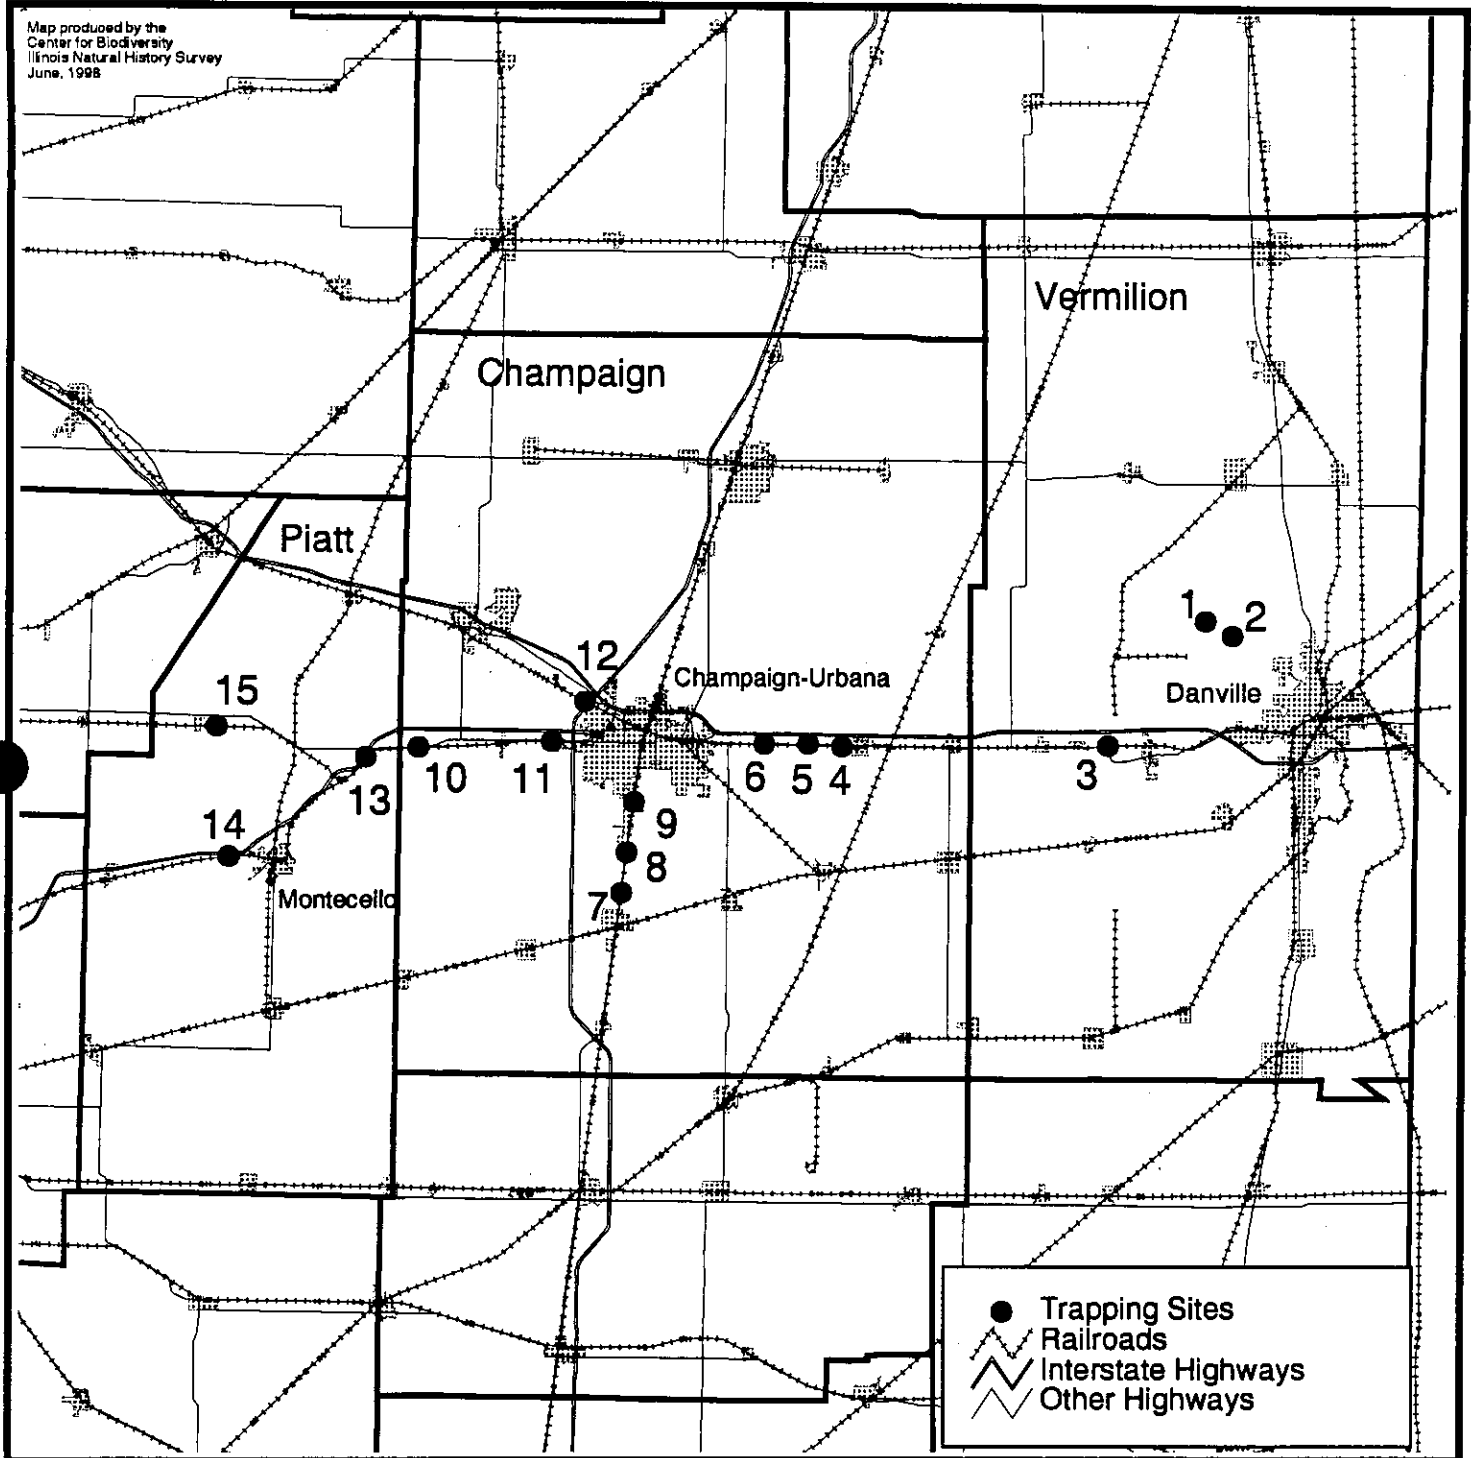 Map produced by the
Center for Biodiversity
Illinois Natural History Survey
June, 1998
Vermilion
Champaign
Piatt
1
2
12
Champaign-Urbana
Danville
15
13
10
11
6
5
4
3
14
9
8
7
Montecello
Trapping Sites
Railroads
Interstate Highways
Other Highways